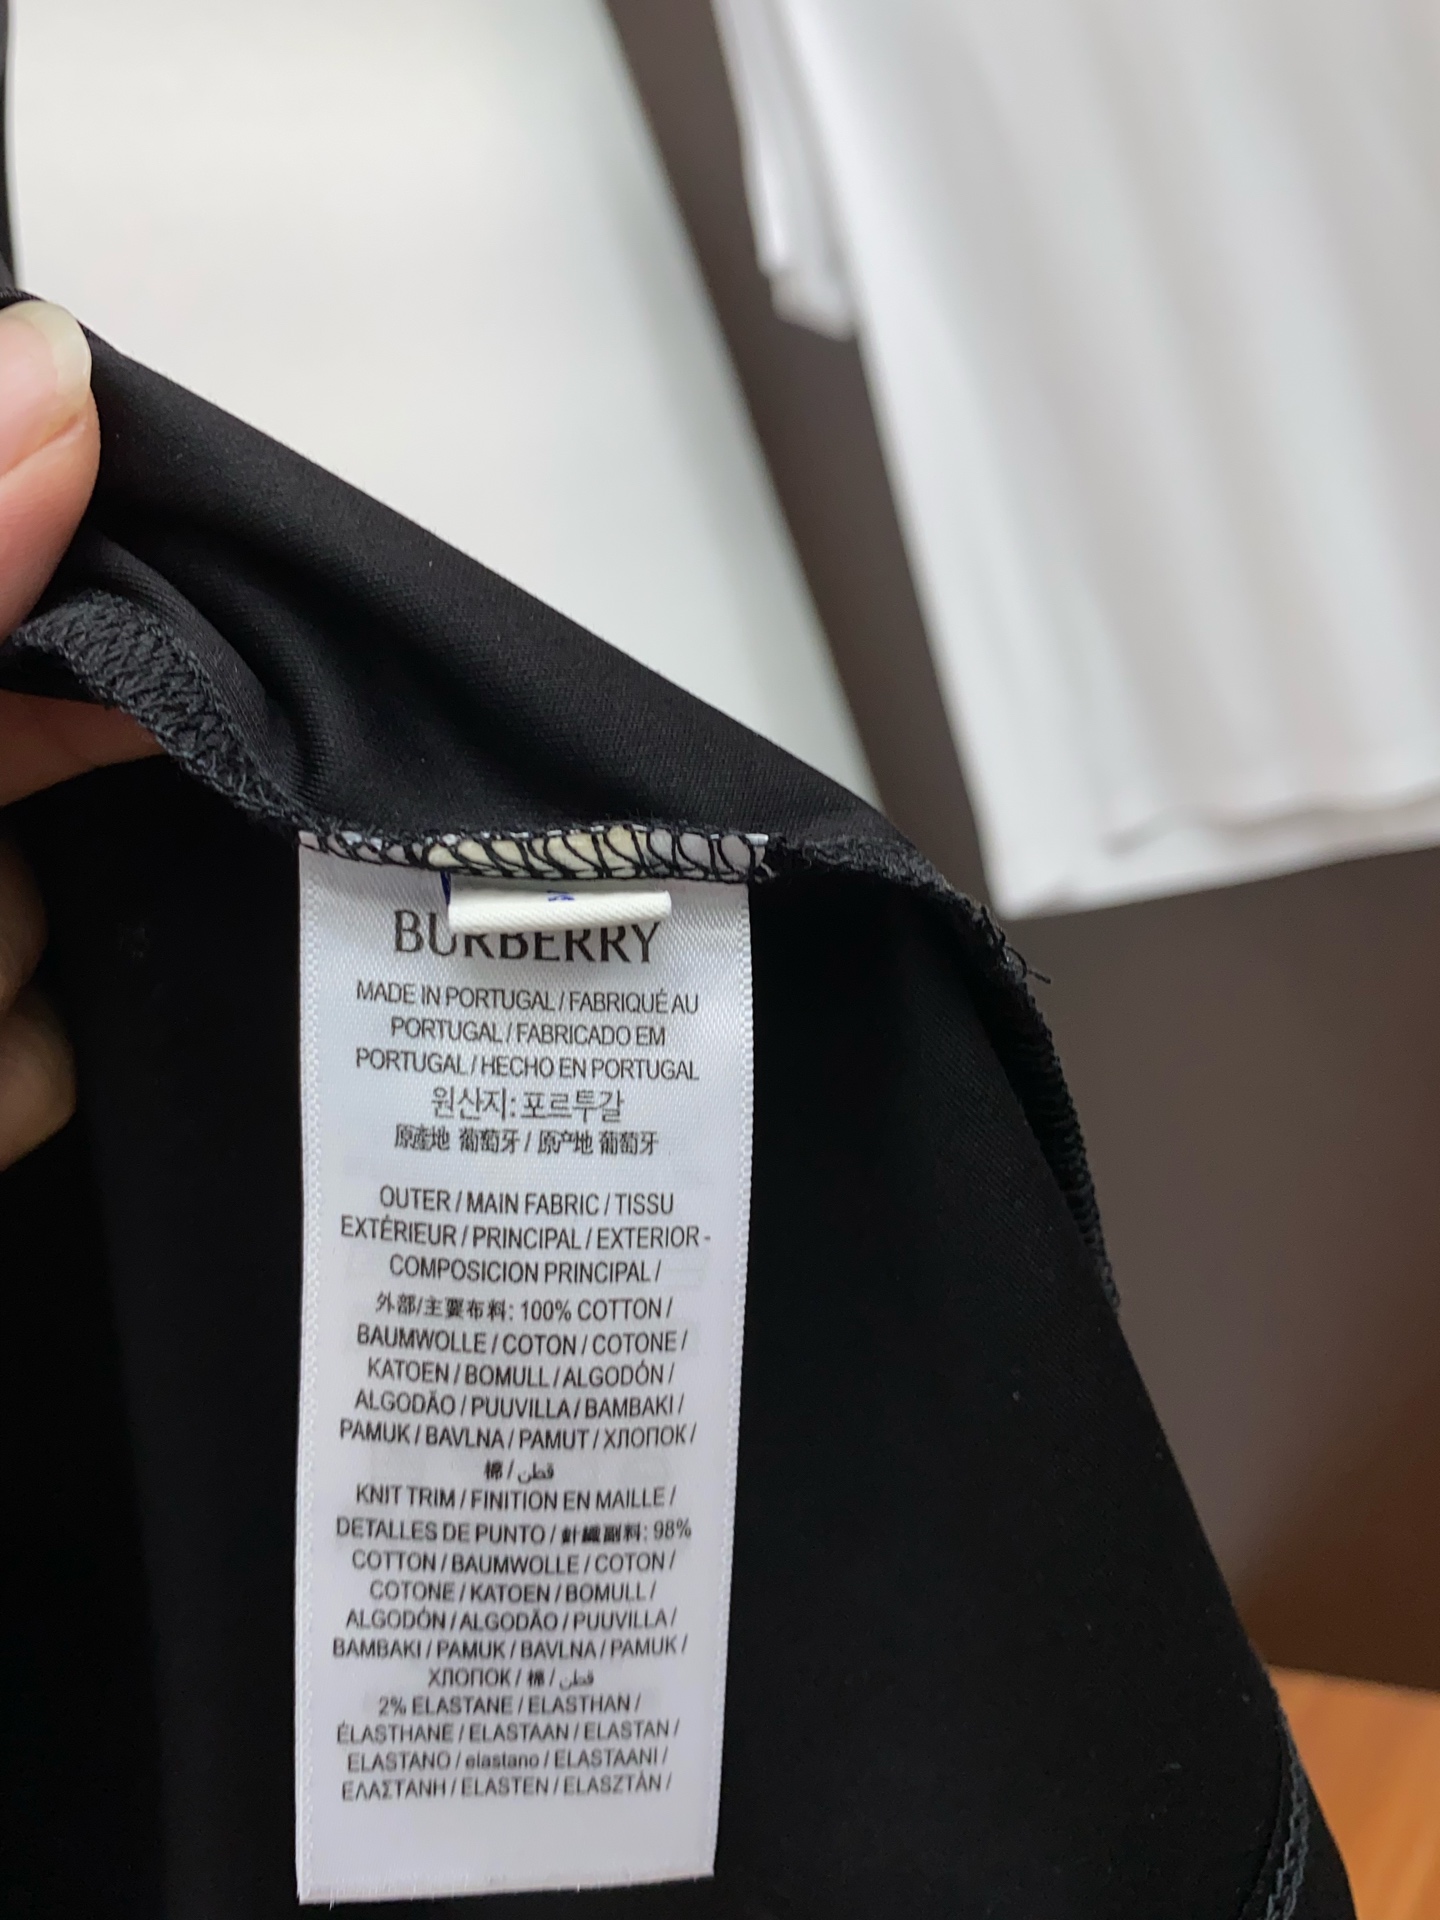 BURBERRY
MADE IN PORTUGAL / FABRIQUÉ AU
PORTUGAL / FABRICADO EM
PORTUGAL / HECHO EN PORTUGAL
원산지: 포르투갈
原產地 葡萄牙 / 原产地 葡萄牙
OUTER / MAIN FABRIC / TISSU
EXTÉRIEUR / PRINCIPAL / EXTERIOR -
COMPOSICION PRINCIPAL /
外部/主要布料: 100% COTTON /
BAUMWOLLE / COTON / COTONE /
KATOEN / BOMULL / ALGODÓN /
ALGODÃO / PUUVILLA / BAMBAKI /
PAMUK / BAVLNA / PAMUT / ХЛОПОК /
棉 / قطن
KNIT TRIM / FINITION EN MAILLE /
DETALLES DE PUNTO / 針織副料: 98%
COTTON / BAUMWOLLE / COTON /
COTONE / KATOEN / BOMULL /
ALGODÓN / ALGODÃO / PUUVILLA /
BAMBAKI / PAMUK / BAVLNA / PAMUK /
ХЛОПОК / 棉 / قطن
2% ELASTANE / ELASTHAN /
ÉLASTHANE / ELASTAAN / ELASTAN /
ELASTANO / elastano / ELASTAANI /
ΕΛΑΣΤΑΝΗ / ELASTEN / ELASZTÁN /